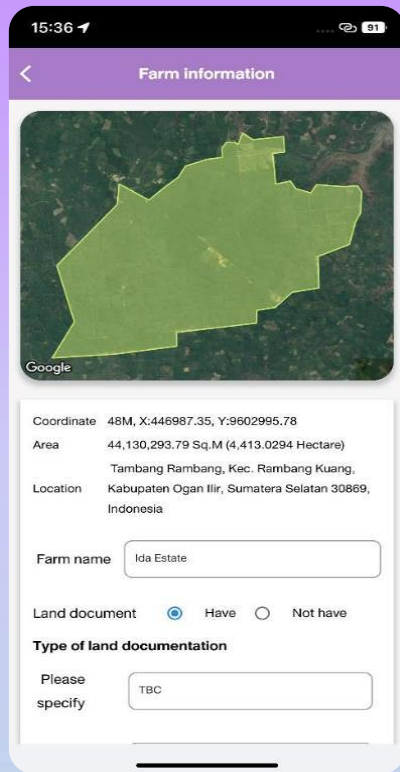 15:36
91
Farm information
Google
Coordinate 48M, X:446987.35, Y:9602995.78
Area 44,130,293.79 Sq.M (4,413.0294 Hectare)
Location Tambang Rambang, Kec. Rambang Kuang,
Kabupaten Ogan Ilir, Sumatera Selatan 30869,
Indonesia
Farm name Ida Estate
Land document Have Not have
Type of land documentation
Please
specify
TBC